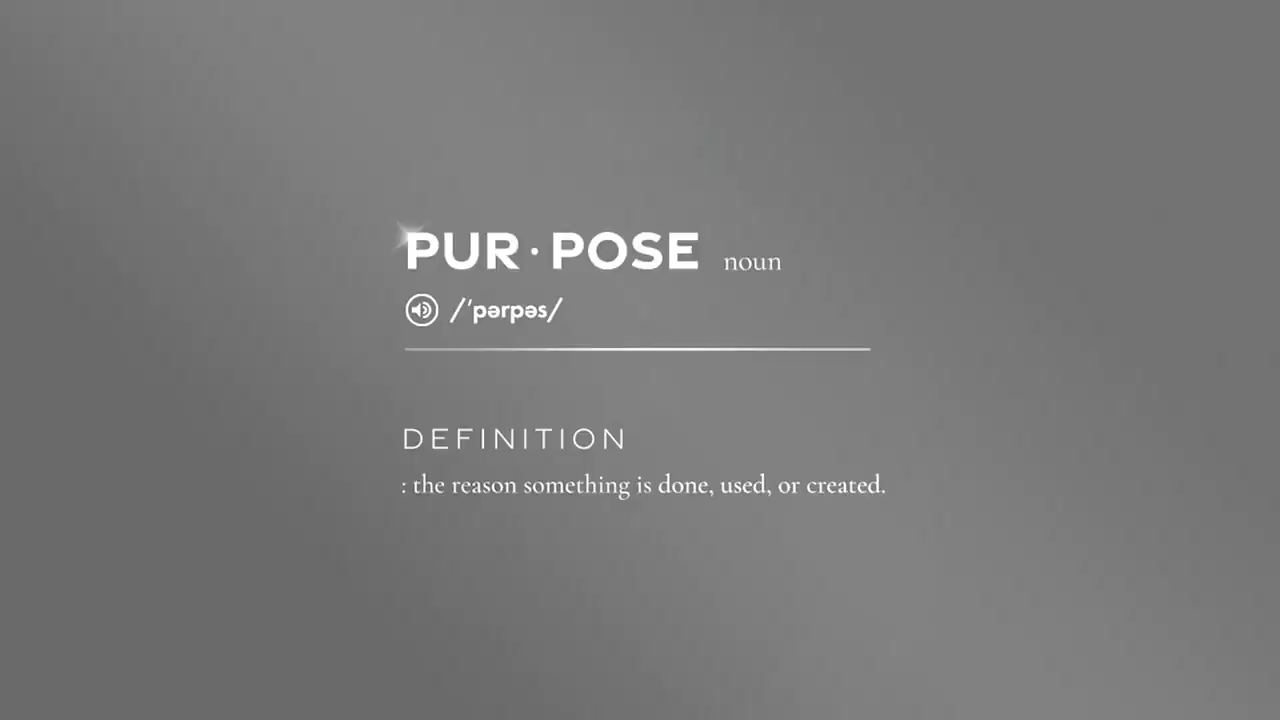 PUR·POSE noun
/ˈpərpəs/
DEFINITION
: the reason something is done, used, or created.